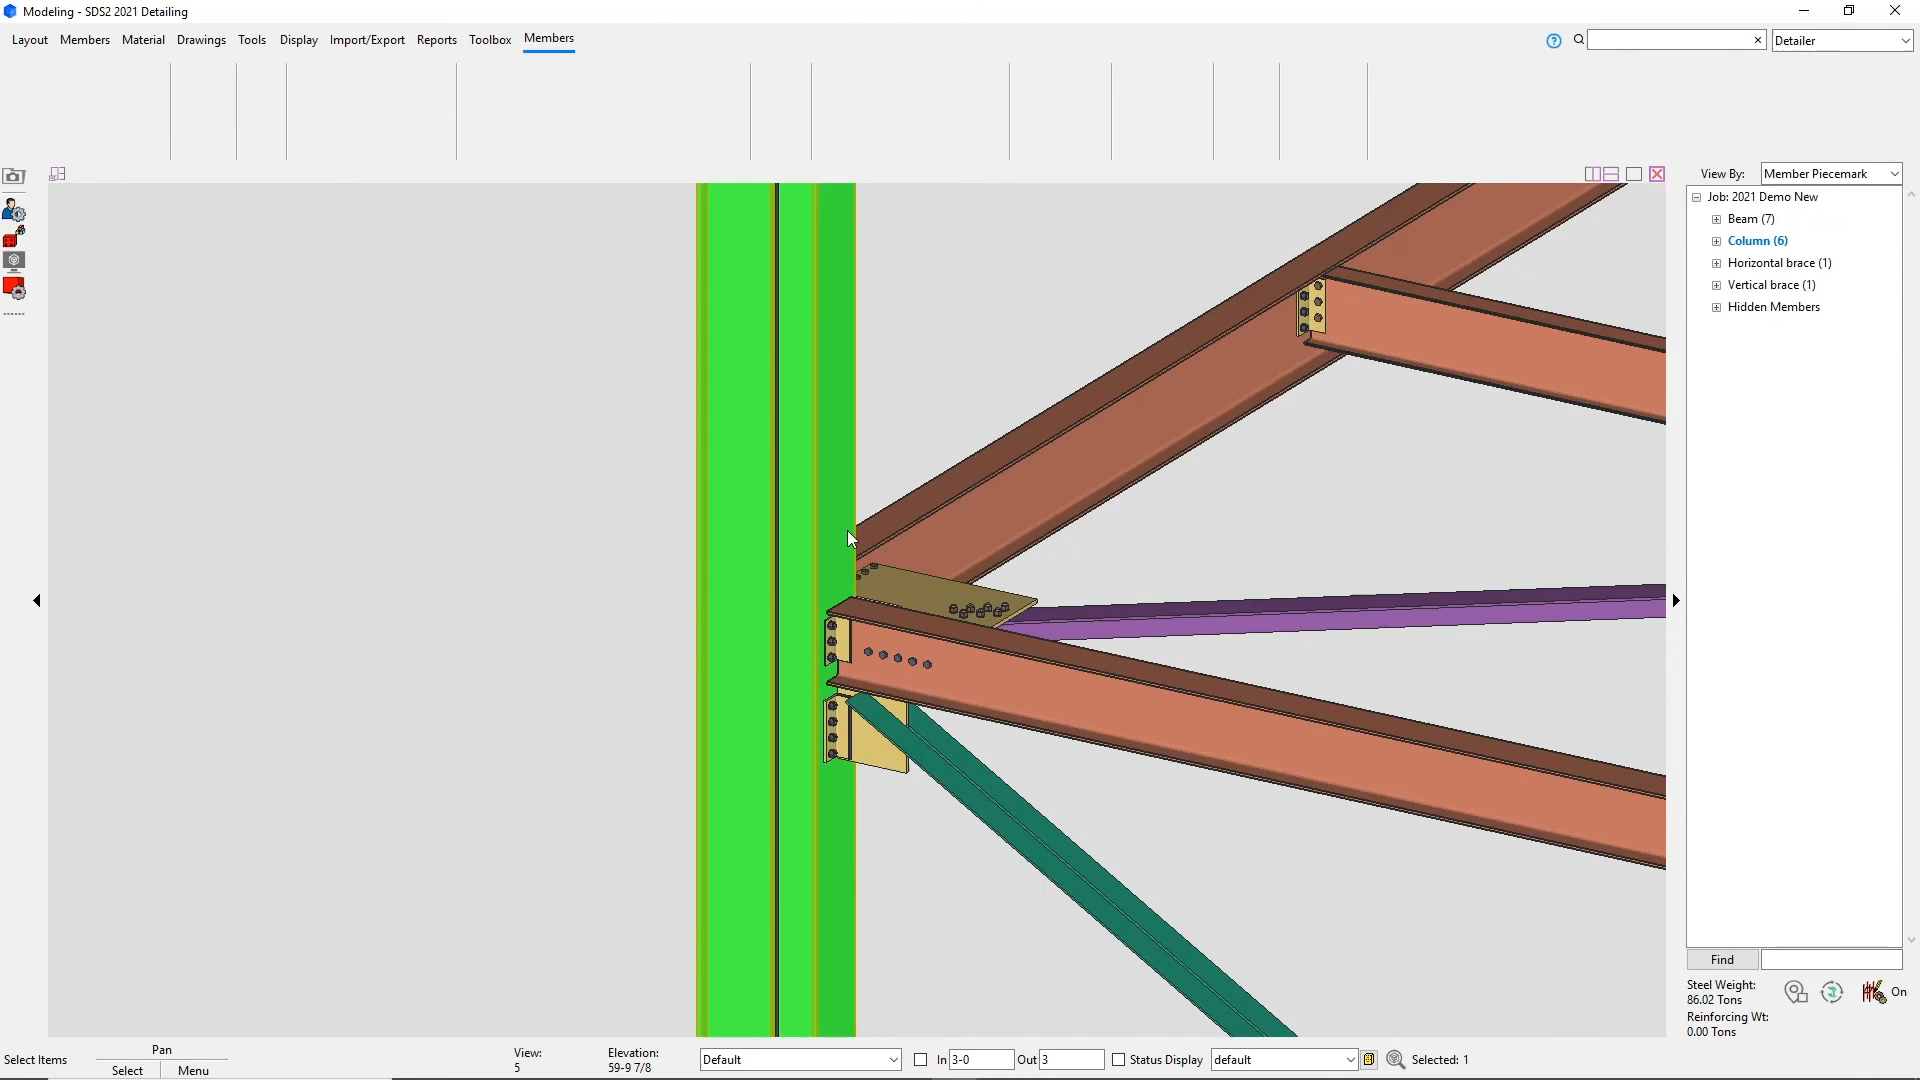 Modeling - SDS2 2021 Detailing
Layout Members Material Drawings Tools Display Import/Export Reports Toolbox Members
Detailer
View By: Member Piecemark
Job: 2021 Demo New
Beam (7)
Column (6)
Horizontal brace (1)
Vertical brace (1)
Hidden Members
Find
Steel Weight:
86.02 Tons
On
Reinforcing Wt:
0.00 Tons
Select Items
Pan
Select Menu
View:
5
Elevation:
59-9 7/8
Default
In 3-0 Out 3
Status Display default
Selected: 1